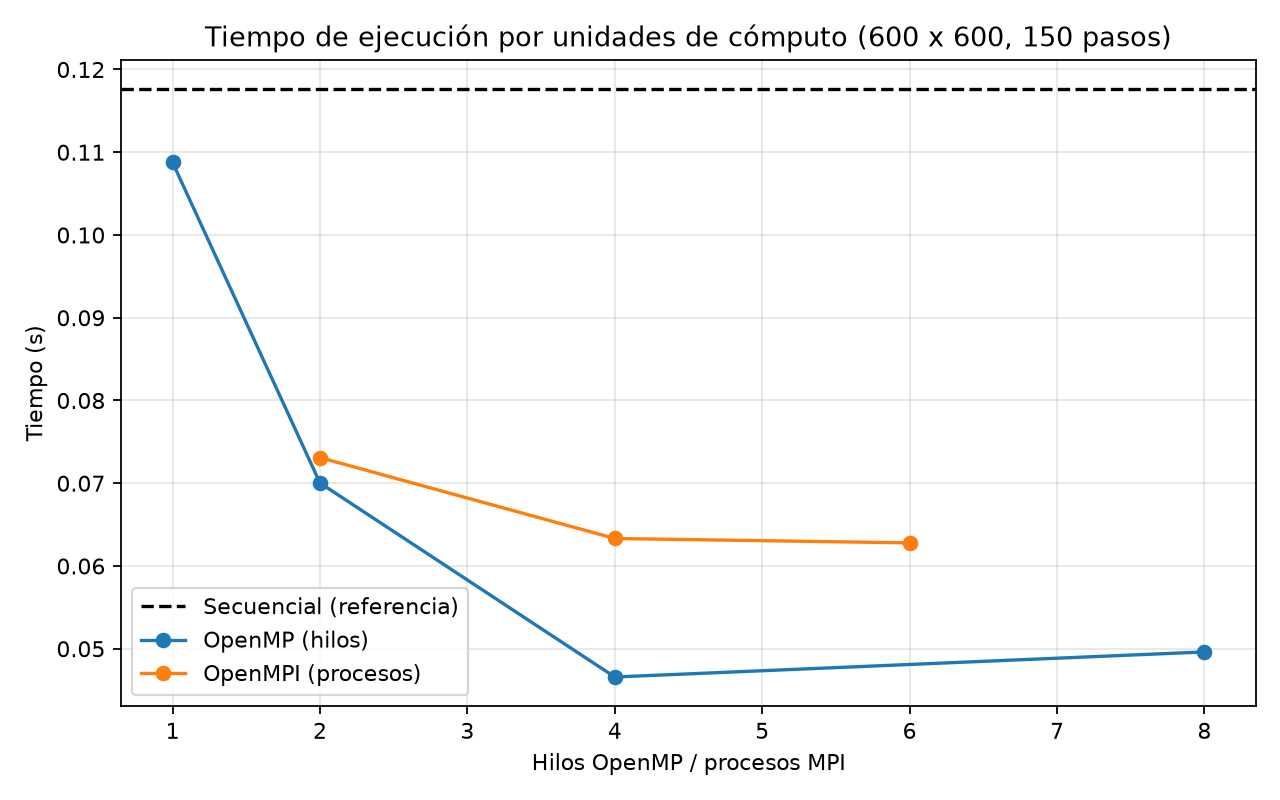 Tiempo de ejecución por unidades de cómputo (600 x 600, 150 pasos)
0.12
0.11
0.10
0.09
0.08
0.07
0.06
0.05
Tiempo (s)
Secuencial (referencia)
OpenMP (hilos)
OpenMPI (procesos)
1 2 3 4 5 6 7 8
Hilos OpenMP / procesos MPI